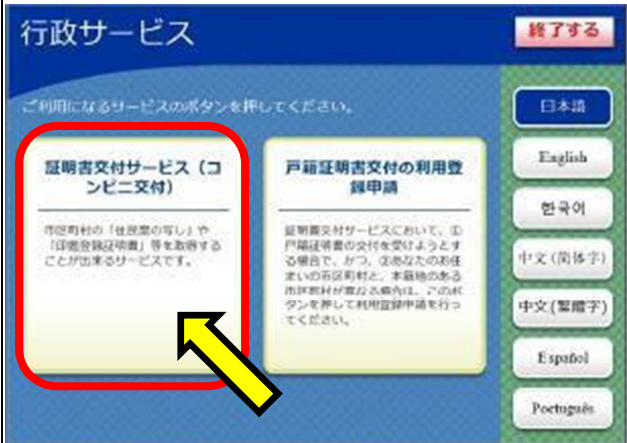 行政サービス
終了する
ご利用になるサービスのボタンを押してください。
証明書交付サービス（コ
ンビニ交付）
市区町村の「住民票の写し」や
「印鑑登録証明書」等を取得する
ことが出来るサービスです。
戸籍証明書交付の利用登
録申請
証明書交付サービスにおいて、①
戸籍証明書の交付を受けようとす
る場合で、かつ、②あなたのお住
まいの市区町村と、本籍地のある
市区町村が異なる場合は、このボ
タンを押して利用登録申請を行っ
てください。
日本語
English
한국어
中文(简体字)
中文(繁體字)
Español
Português